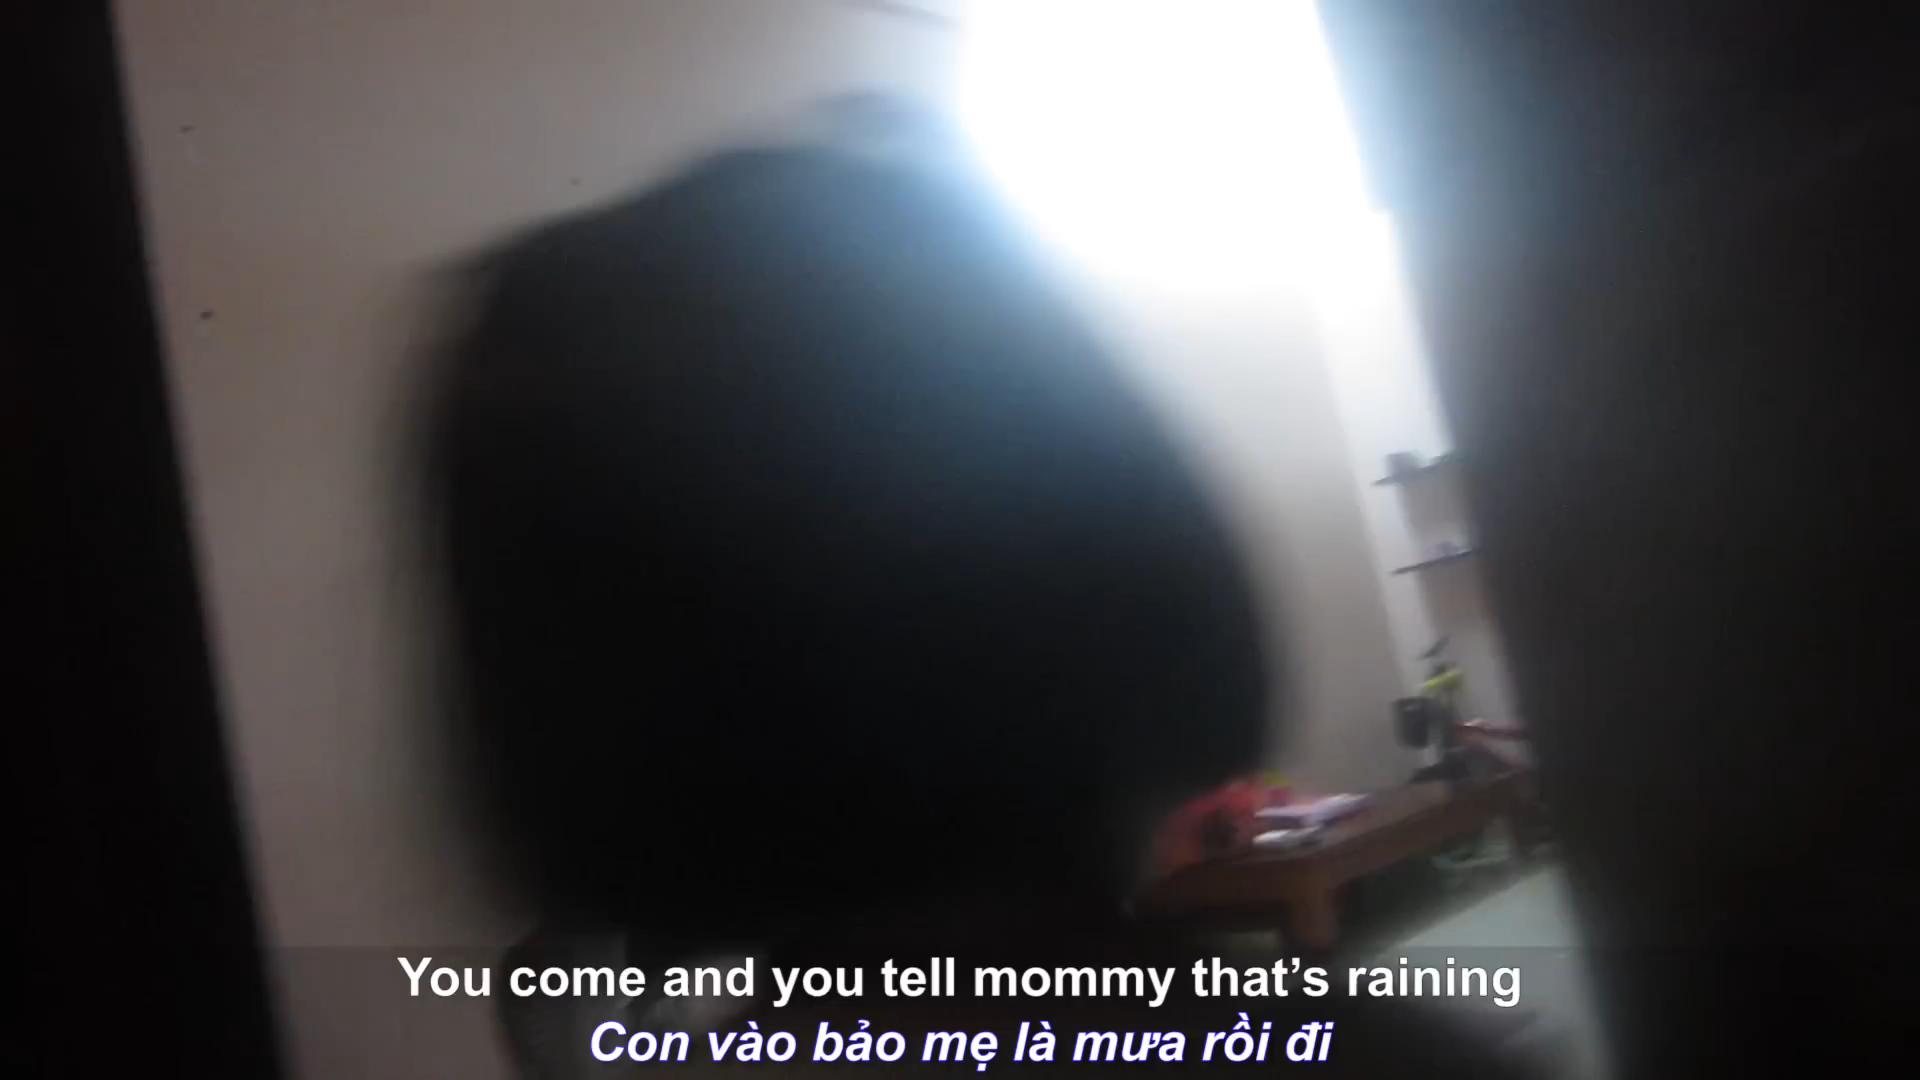 You come and you tell mommy that’s raining
Con vào bảo mẹ là mưa rồi đi